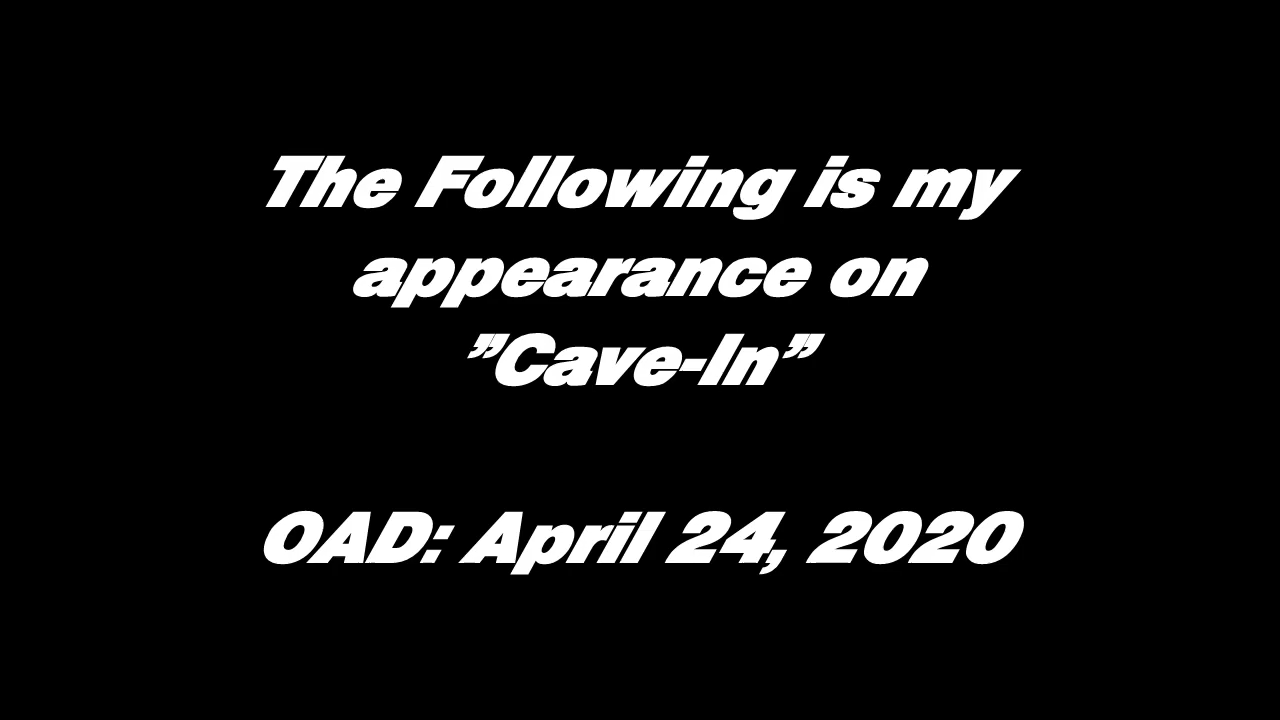 The Following is my
appearance on
”Cave-In”
OAD: April 24, 2020